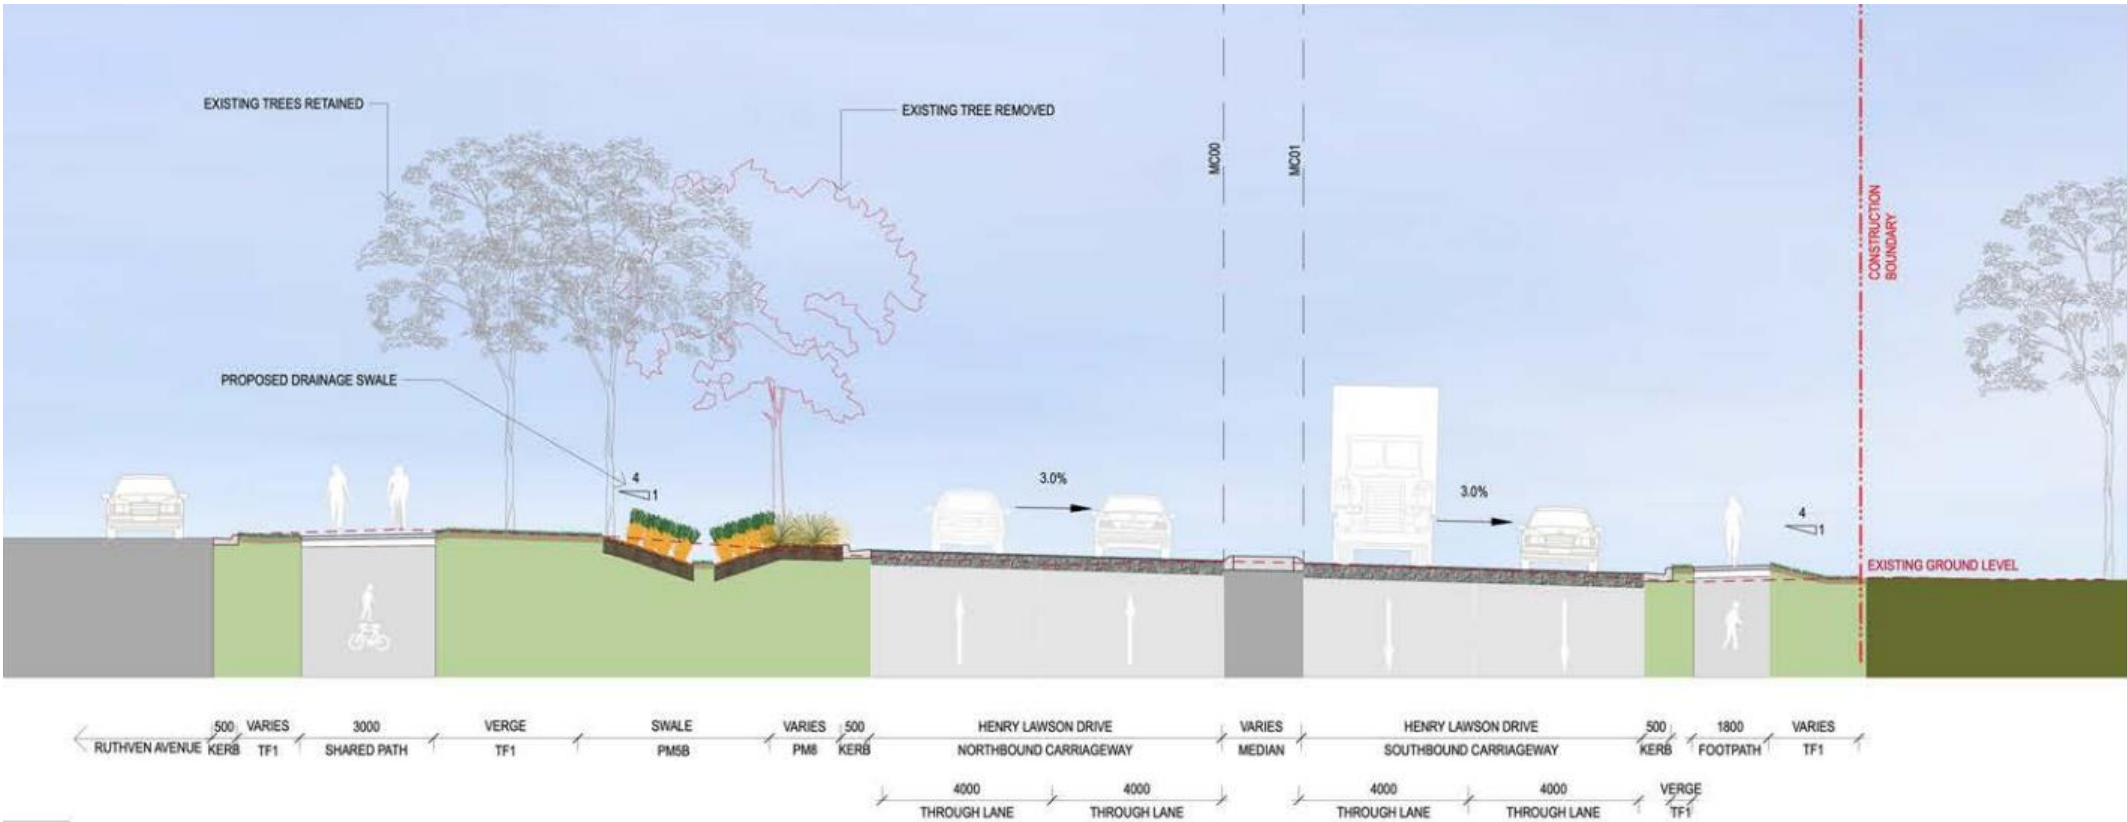 EXISTING TREES RETAINED
EXISTING TREE REMOVED
MC00
MC01
CONSTRUCTION
BOUNDARY
PROPOSED DRAINAGE SWALE
4
1
3.0%
3.0%
4
1
EXISTING GROUND LEVEL
500 VARIES 3000 VERGE SWALE VARIES 500 HENRY LAWSON DRIVE VARIES HENRY LAWSON DRIVE 500 1800 VARIES
RUTHVEN AVENUE KERB TF1 SHARED PATH TF1 PM5B PM8 KERB NORTHBOUND CARRIAGEWAY MEDIAN SOUTHBOUND CARRIAGEWAY KERB FOOTPATH TF1
4000 4000 4000 4000 VERGE
THROUGH LANE THROUGH LANE THROUGH LANE THROUGH LANE TF1